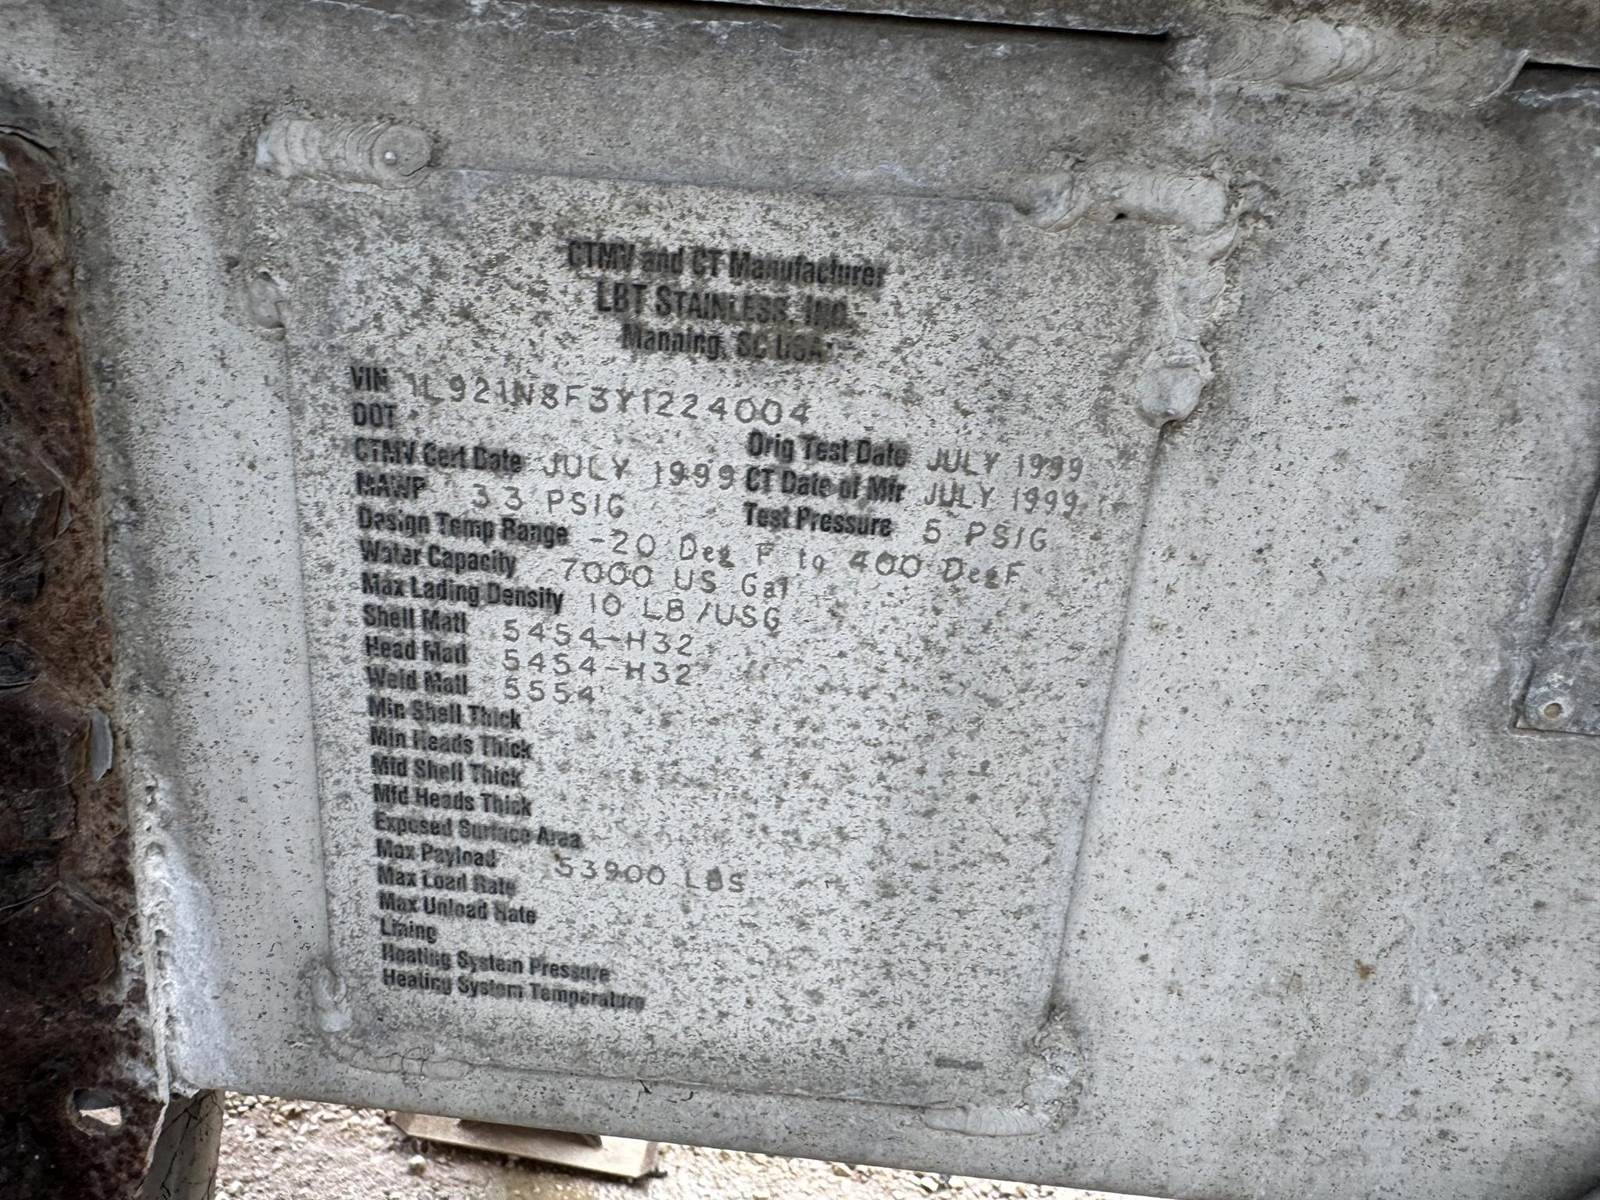 CTMV and CT Manufacturer
LBT STAINLESS, INC.
Manning, SC USA
VIN 1L921N8F3Y1224004
DOT
Orig Test Date JULY 1999
CTMV Cert Date JULY 1999 CT Date of Mfr JULY 1999
MAWP 33 PSIG Test Pressure 5 PSIG
Design Temp Range -20 Deg F to 400 Deg F
Water Capacity 7000 US Gal
Max Lading Density 10 LB/USG
Shell Matl 5454-H32
Head Matl 5454-H32
Weld Matl 5554
Min Shell Thick
Min Heads Thick
Mfd Shell Thick
Mfd Heads Thick
Exposed Surface Area
Max Payload 53900 LBS
Max Load Rate
Max Unload Rate
Lining
Heating System Pressure
Heating System Temperature